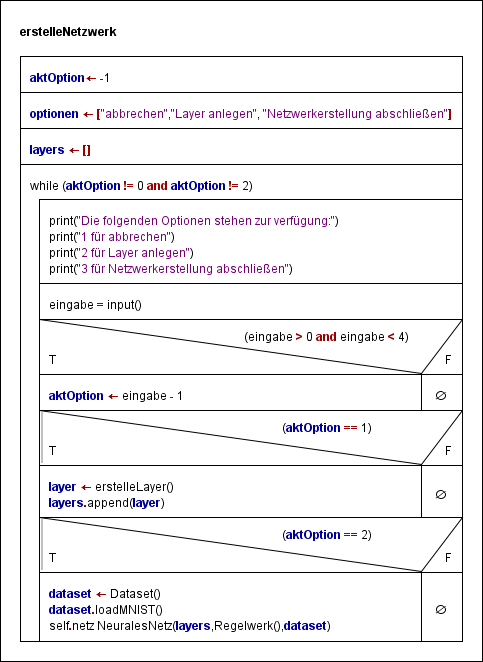 erstelleNetzwerk
aktOption ← -1
optionen ← ["abbrechen","Layer anlegen", "Netzwerkerstellung abschließen"]
layers ← []
while (aktOption != 0 and aktOption != 2)
print("Die folgenden Optionen stehen zur verfügung:")
print("1 für abbrechen")
print("2 für Layer anlegen")
print("3 für Netzwerkerstellung abschließen")
eingabe = input()
(eingabe > 0 and eingabe < 4)
T F
aktOption ← eingabe - 1 ∅
(aktOption == 1)
T F
layer ← erstelleLayer()
layers.append(layer) ∅
(aktOption == 2)
T F
dataset ← Dataset()
dataset.loadMNIST() ∅
self.netz NeuralesNetz(layers,Regelwerk(),dataset)